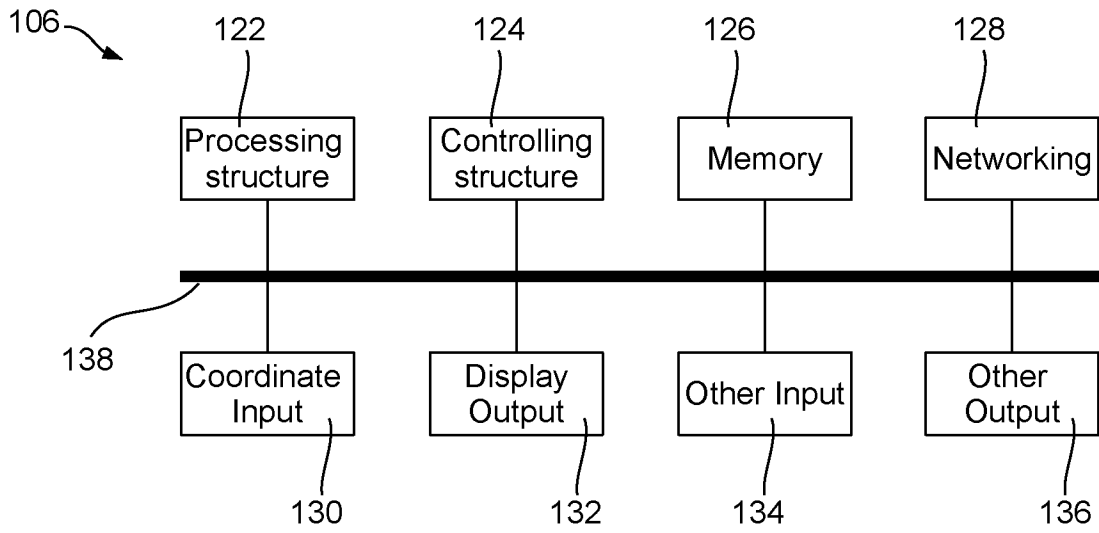 106
122
124
126
128
Processing
structure
Controlling
structure
Memory
Networking
138
Coordinate
Input
Display
Output
Other Input
Other
Output
130
132
134
136